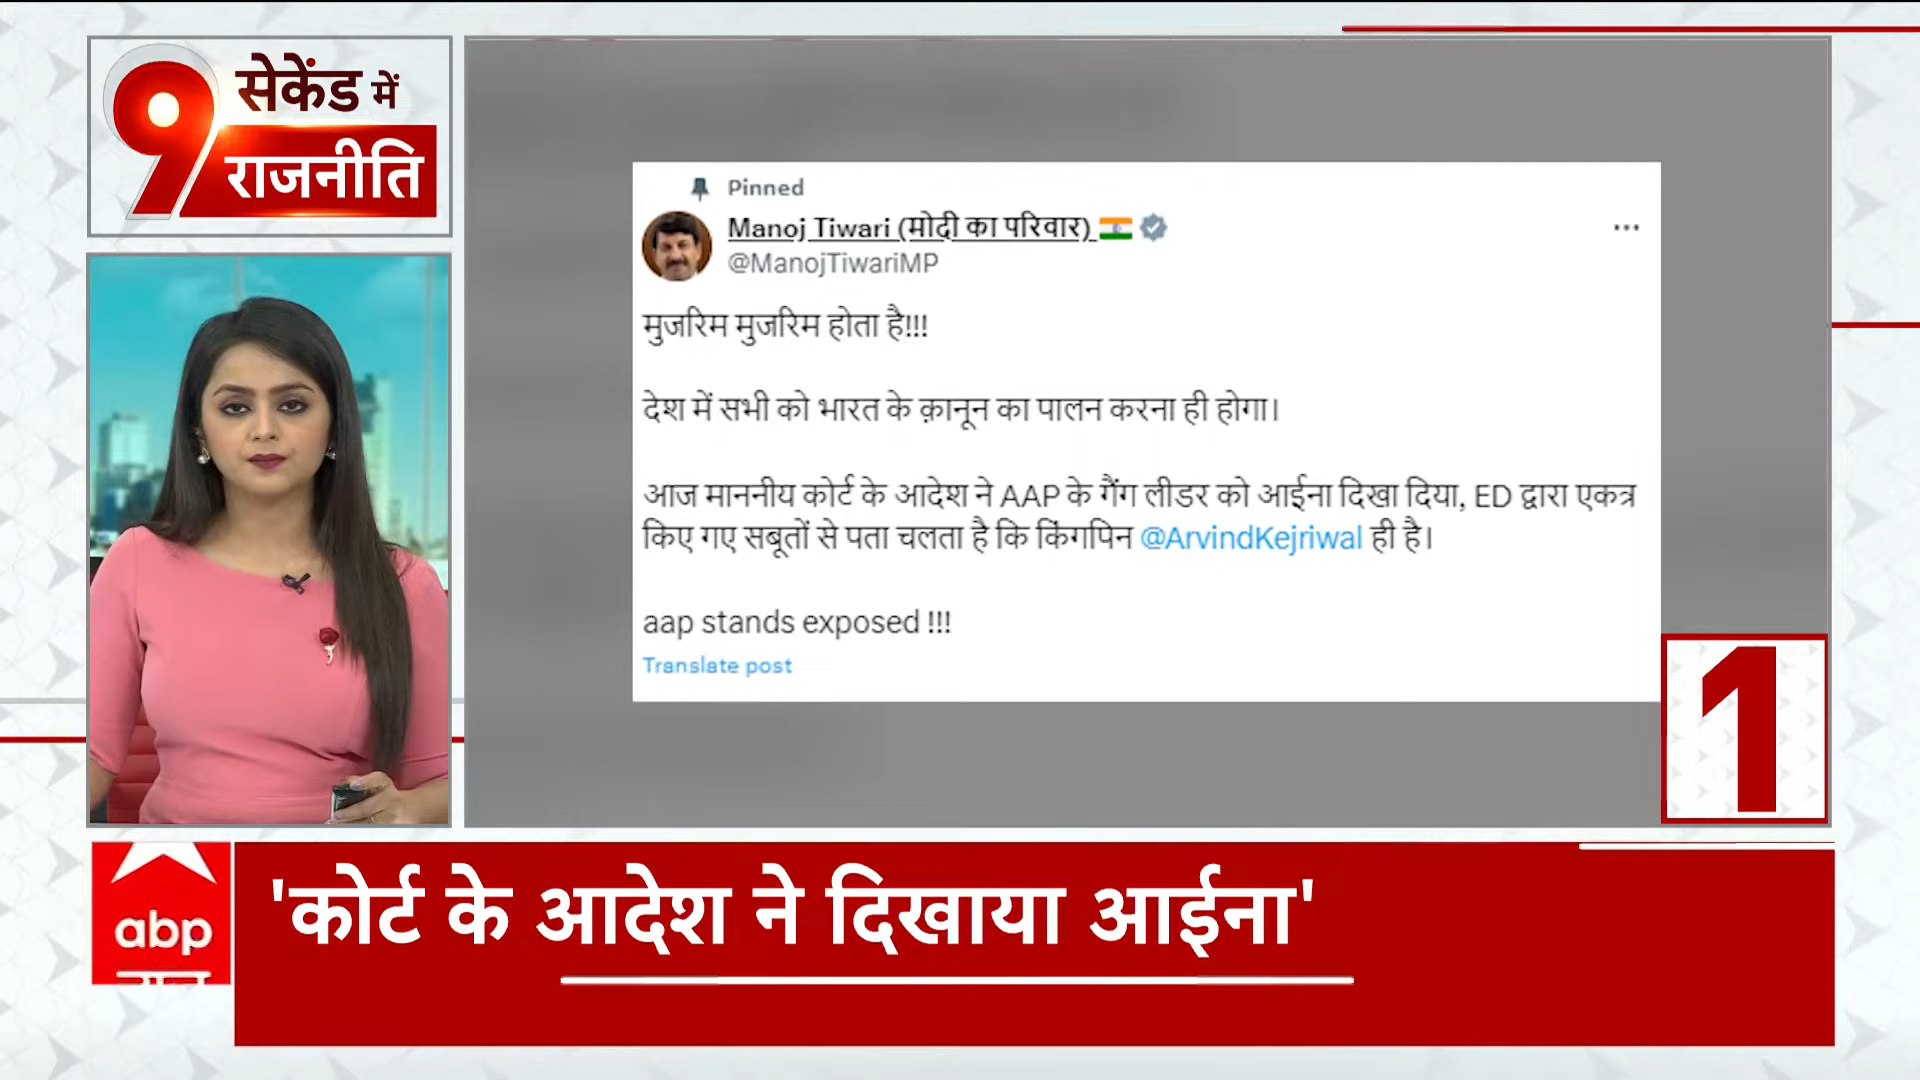 9 सेकेंड में
राजनीति
Pinned
Manoj Tiwari (मोदी का परिवार)
@ManojTiwariMP
मुजरिम मुजरिम होता है!!!
देश में सभी को भारत के क़ानून का पालन करना ही होगा।
आज माननीय कोर्ट के आदेश ने AAP के गैंग लीडर को आईना दिखा दिया, ED द्वारा एकत्र
किए गए सबूतों से पता चलता है कि किंगपिन @ArvindKejriwal ही है।
aap stands exposed !!!
Translate post
1
abp
'कोर्ट के आदेश ने दिखाया आईना'